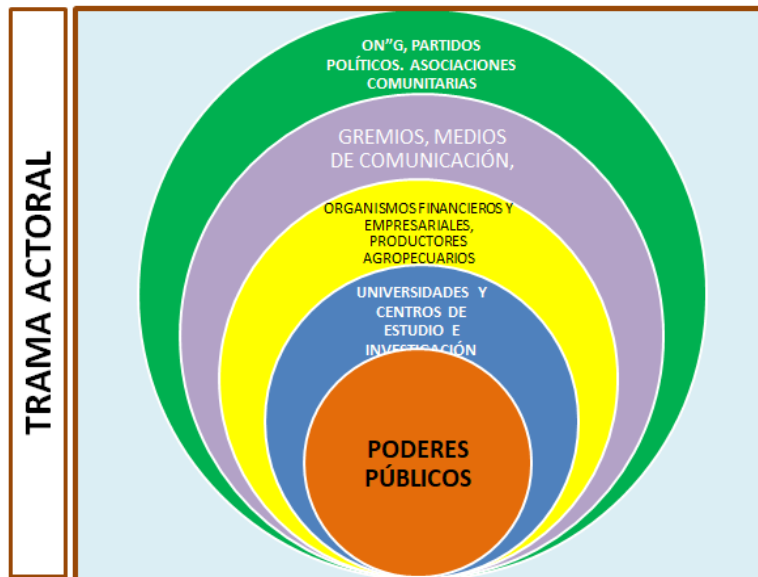 TRAMA ACTORAL
ON”G, PARTIDOS
POLÍTICOS. ASOCIACIONES
COMUNITARIAS
GREMIOS, MEDIOS
DE COMUNICACIÓN,
ORGANISMOS FINANCIEROS Y
EMPRESARIALES,
PRODUCTORES
AGROPECUARIOS
UNIVERSIDADES Y
CENTROS DE
ESTUDIO E
INVESTIGACIÓN
PODERES
PÚBLICOS